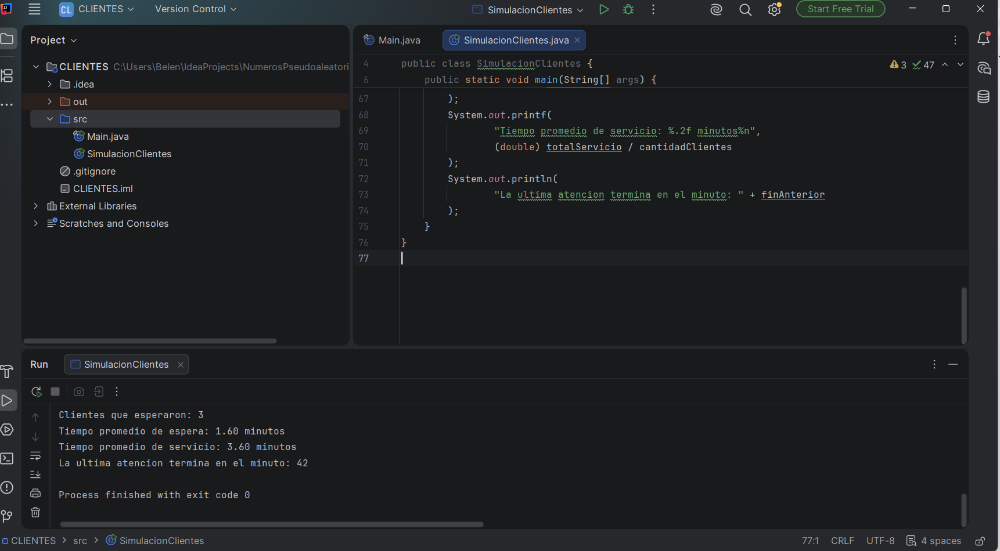 CL CLIENTES Version Control SimulacionClientes Start Free Trial
Project
CLIENTES C:\Users\Belen\IdeaProjects\NumerosPseudoaleatori
.idea
out
src
Main.java
SimulacionClientes
.gitignore
CLIENTES.iml
External Libraries
Scratches and Consoles
Main.java SimulacionClientes.java
3 47
4 public class SimulacionClientes {
6 public static void main(String[] args) {
67 );
68 System.out.printf(
69 "Tiempo promedio de servicio: %.2f minutos%n",
70 (double) totalServicio / cantidadClientes
71 );
72 System.out.println(
73 "La ultima atencion termina en el minuto: " + finAnterior
74 );
75 }
76 }
77
Run SimulacionClientes
Clientes que esperaron: 3
Tiempo promedio de espera: 1.60 minutos
Tiempo promedio de servicio: 3.60 minutos
La ultima atencion termina en el minuto: 42
Process finished with exit code 0
CLIENTES > src > SimulacionClientes
77:1 CRLF UTF-8 4 spaces